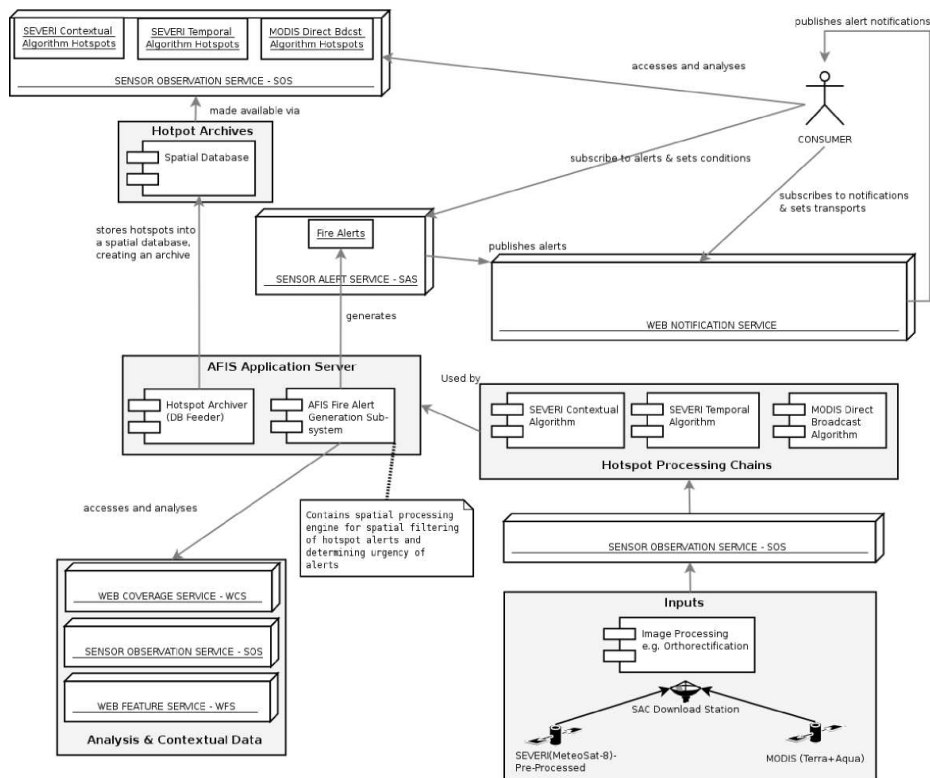 publishes alert notifications
SEVERI Contextual
Algorithm Hotspots
SEVERI Temporal
Algorithm Hotspots
MODIS Direct Bdcst
Algorithm Hotspots
SENSOR OBSERVATION SERVICE - SOS
accesses and analyses
made available via
CONSUMER
Hotpot Archives
Spatial Database
subscribe to alerts & sets conditions
subscribes to notifications
& sets transports
stores hotspots into
a spatial database,
creating an archive
Fire Alerts
publishes alerts
SENSOR ALERT SERVICE - SAS
generates
WEB NOTIFICATION SERVICE
AFIS Application Server
Used by
Hotspot Archiver
(DB Feeder)
AFIS Fire Alert
Generation Sub-
system
SEVERI Contextual
Algorithm
SEVERI Temporal
Algorithm
MODIS Direct
Broadcast
Algorithm
Hotspot Processing Chains
accesses and analyses
Contains spatial processing
engine for spatial filtering
of hotspot alerts and
determining urgency of
alerts
SENSOR OBSERVATION SERVICE - SOS
WEB COVERAGE SERVICE - WCS
SENSOR OBSERVATION SERVICE - SOS
WEB FEATURE SERVICE - WFS
Analysis & Contextual Data
Inputs
Image Processing
e.g. Orthorectification
SAC Download Station
SEVERI(MeteoSat-8)-
Pre-Processed
MODIS (Terra+Aqua)